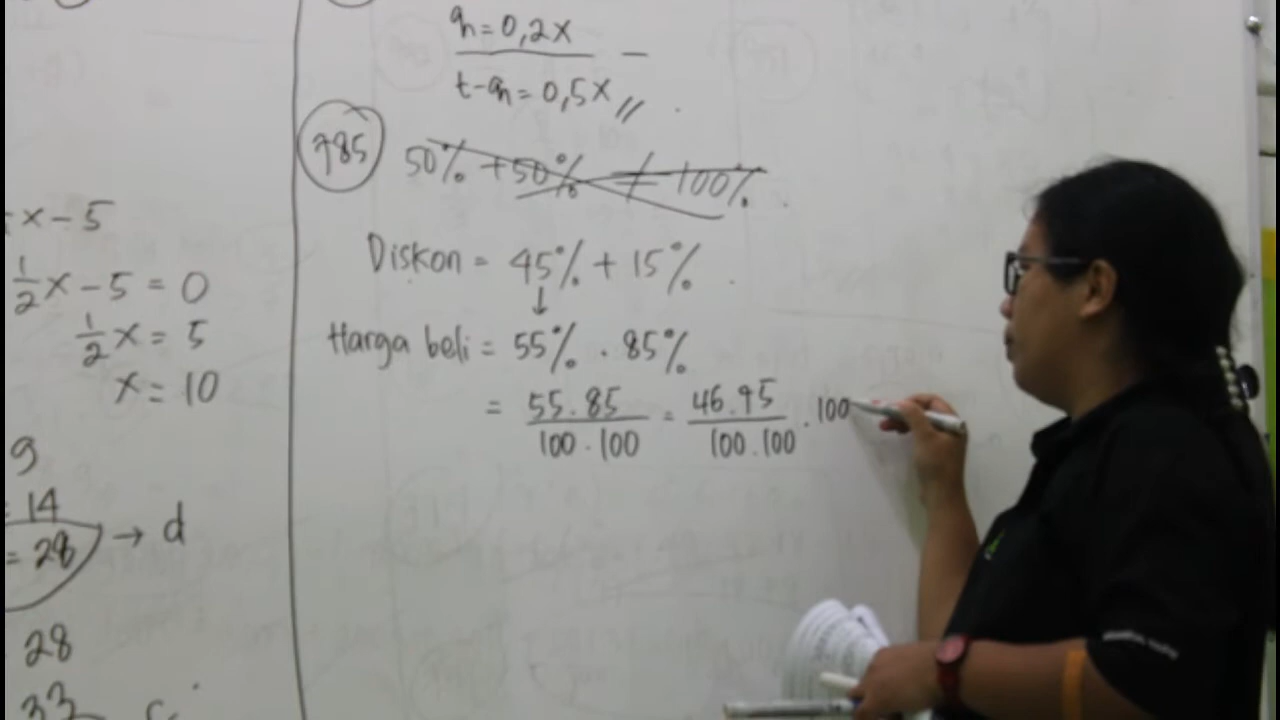 x - 5
1/2 x - 5 = 0
1/2 x = 5
x = 10
9
= 14
= 28 → d
28
33
qn = 0,2x
t - qn = 0,5x //
785
50% + 50% ≠ 100%
Diskon = 45% + 15%
↓
Harga beli = 55% . 85%
= 55.85 / 100.100 = 46.75 / 100.100 . 100